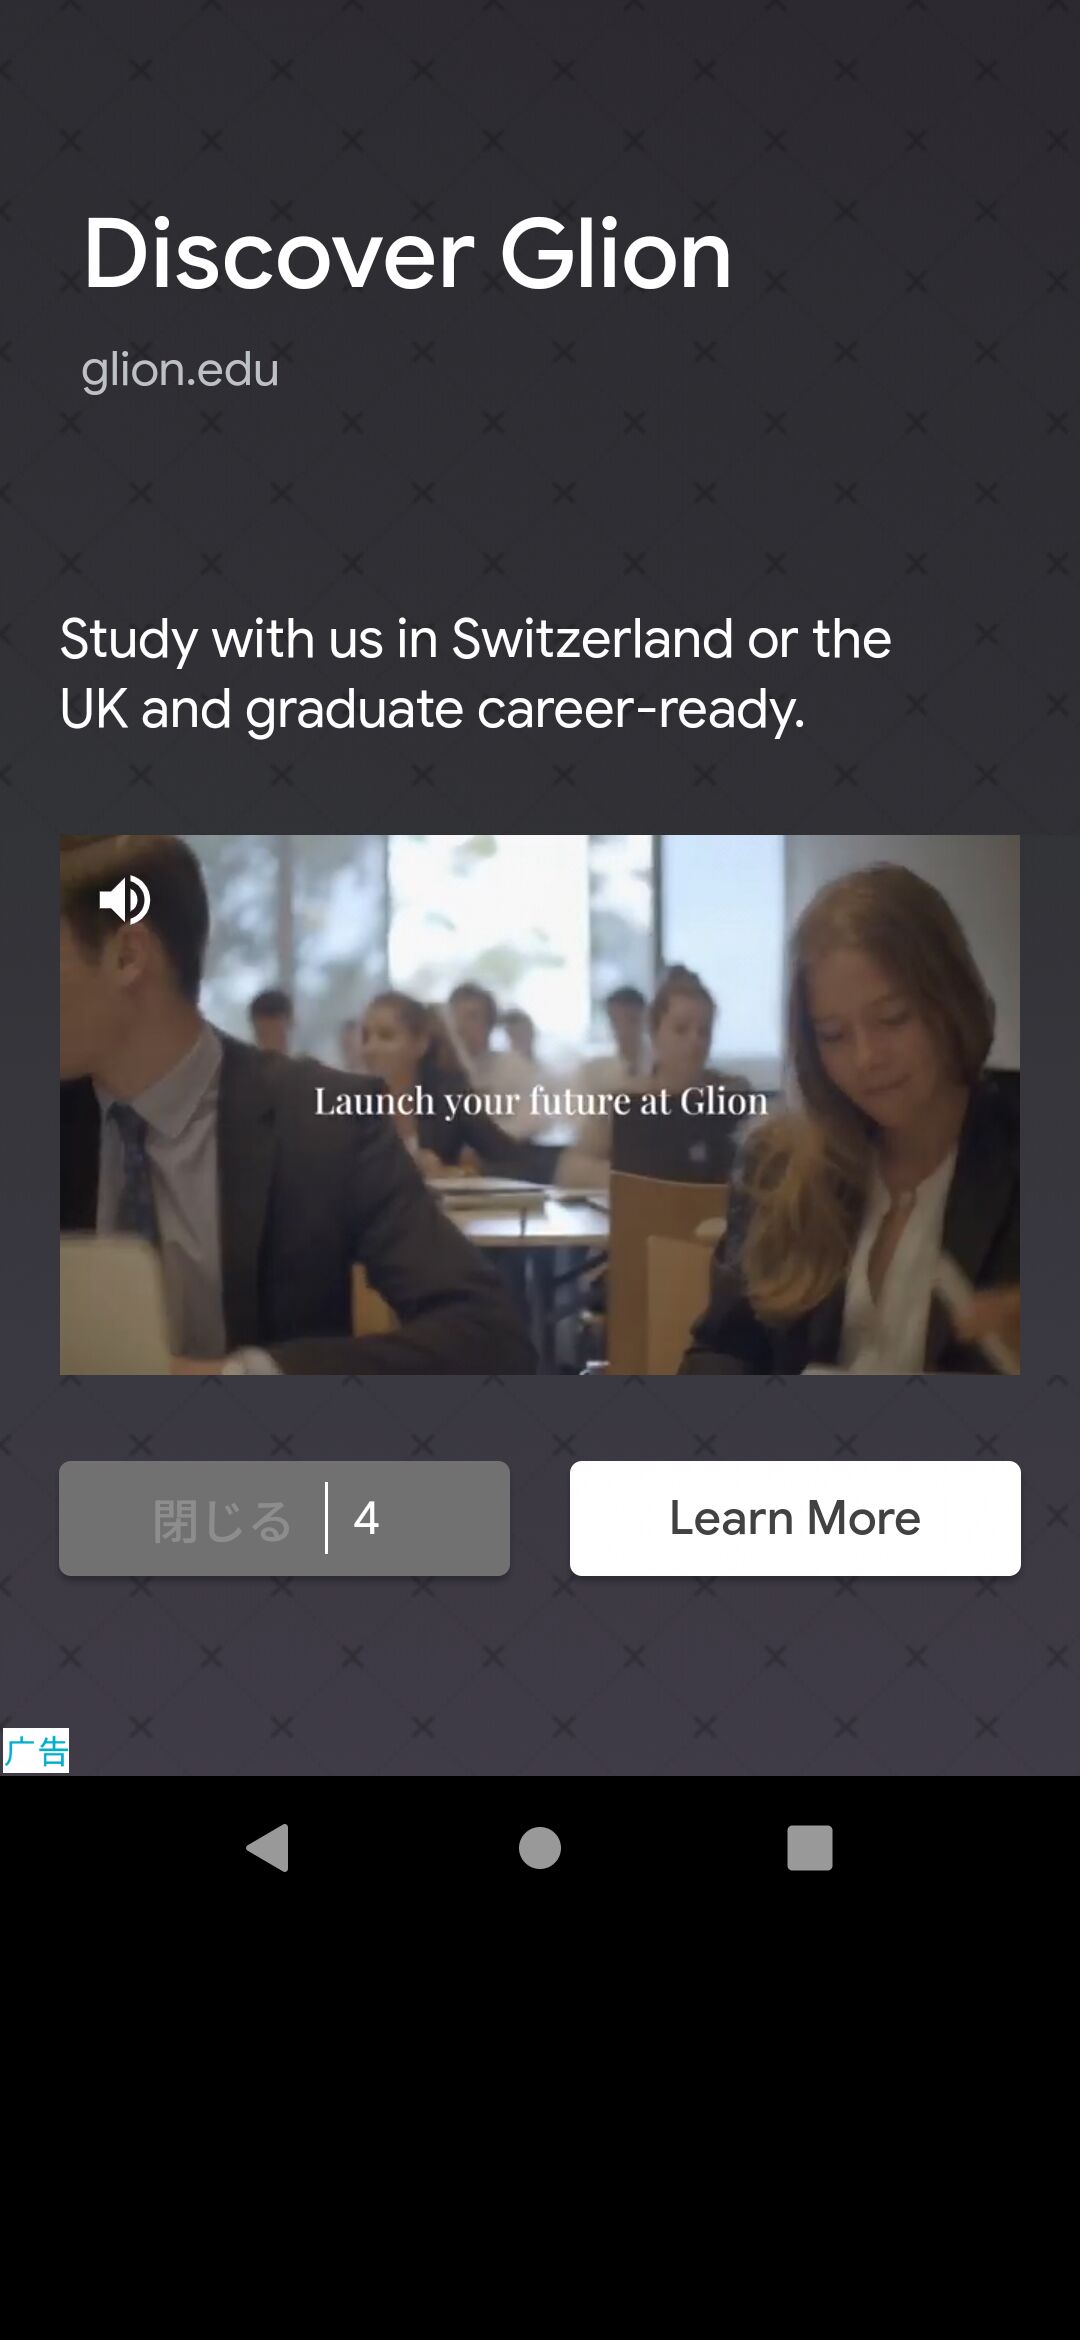 Discover Glion
glion.edu
Study with us in Switzerland or the
UK and graduate career-ready.
Launch your future at Glion
閉じる | 4
Learn More
广告